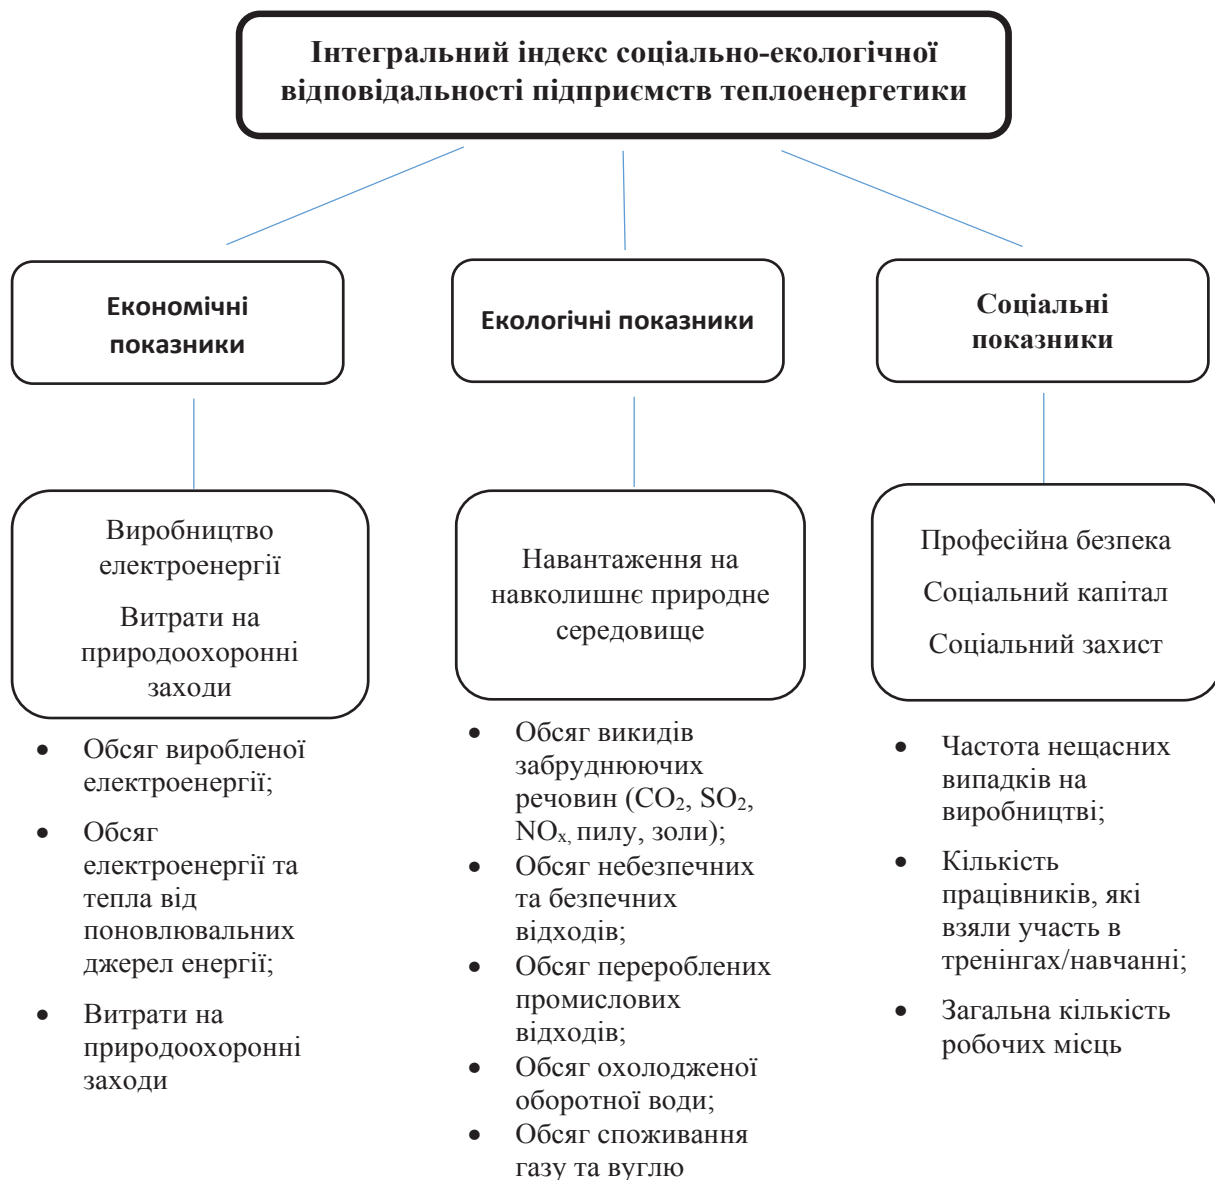 Інтегральний індекс соціально-екологічної
відповідальності підприємств теплоенергетики
Економічні
показники
Екологічні показники
Соціальні
показники
Виробництво
електроенергії
Витрати на
природоохоронні
заходи
Навантаження на
навколишнє природне
середовище
Професійна безпека
Соціальний капітал
Соціальний захист
• Обсяг виробленої
електроенергії;
• Обсяг
електроенергії та
тепла від
поновлювальних
джерел енергії;
• Витрати на
природоохоронні
заходи
• Обсяг викидів
забруднюючих
речовин (CO₂, SO₂,
NOₓ, пилу, золи);
• Обсяг небезпечних
та безпечних
відходів;
• Обсяг перероблених
промислових
відходів;
• Обсяг охолодженої
оборотної води;
• Обсяг споживання
газу та вуглю
• Частота нещасних
випадків на
виробництві;
• Кількість
працівників, які
взяли участь в
тренінгах/навчанні;
• Загальна кількість
робочих місць